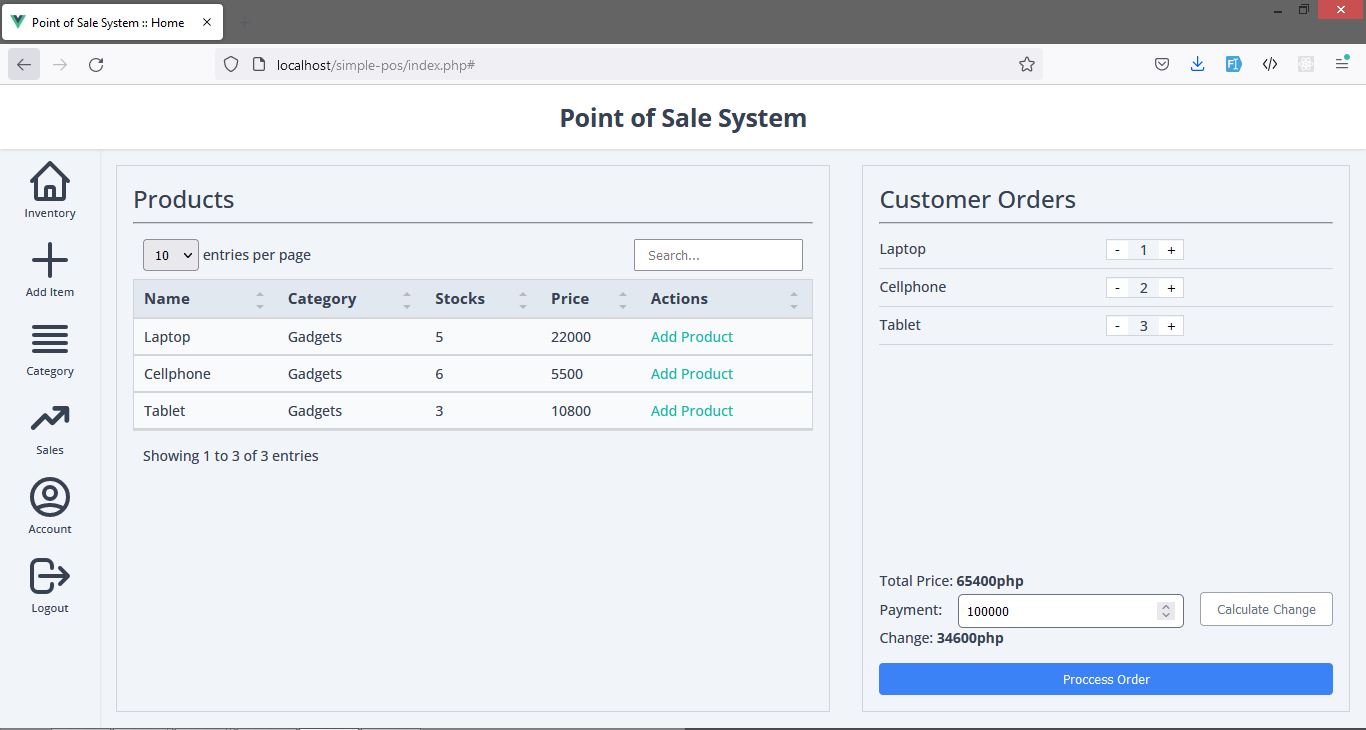 Point of Sale System :: Home
localhost/simple-pos/index.php#
Point of Sale System
Inventory
Add Item
Category
Sales
Account
Logout
Products
10 entries per page
Search...
Name Category Stocks Price Actions
Laptop Gadgets 5 22000 Add Product
Cellphone Gadgets 6 5500 Add Product
Tablet Gadgets 3 10800 Add Product
Showing 1 to 3 of 3 entries
Customer Orders
Laptop - 1 +
Cellphone - 2 +
Tablet - 3 +
Total Price: 65400php
Payment: 100000 Calculate Change
Change: 34600php
Proccess Order